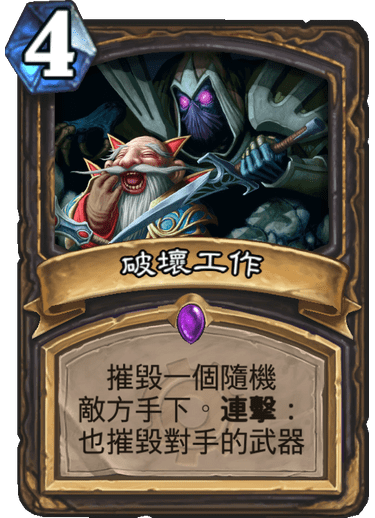 4
破壞工作
摧毀一個隨機
敵方手下。連擊：
也摧毀對手的武器